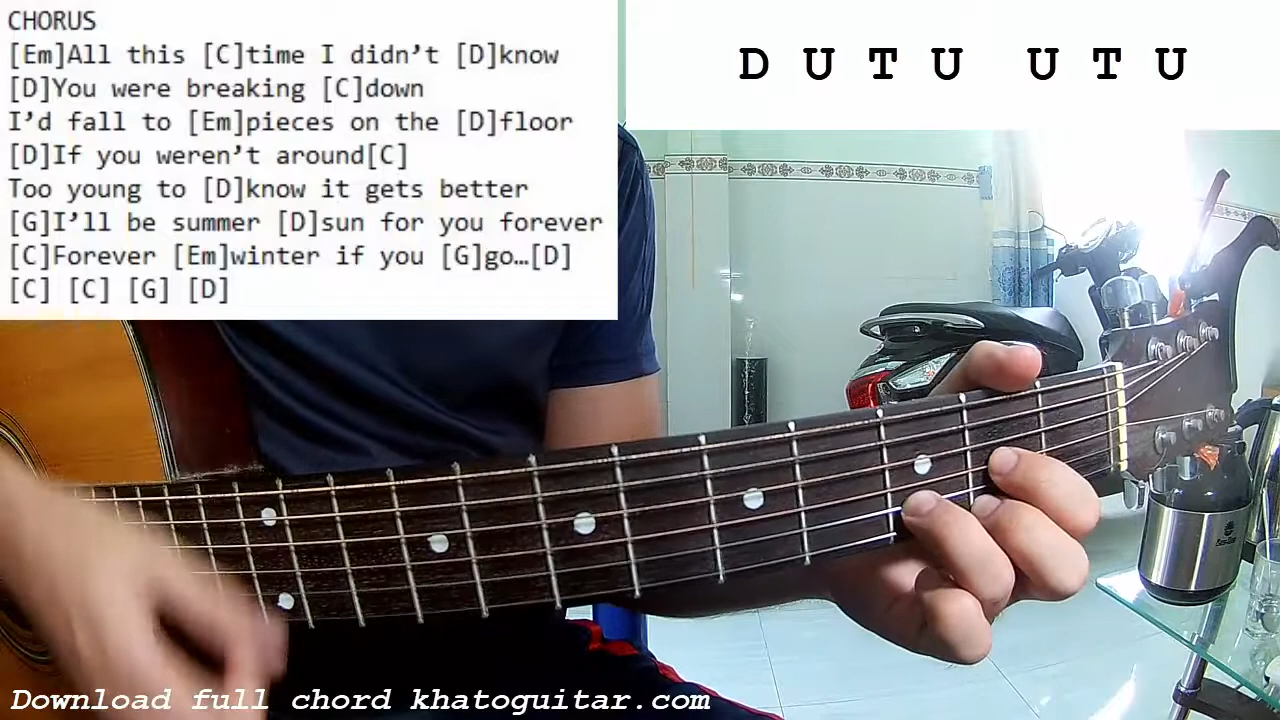 CHORUS
[Em]All this [C]time I didn’t [D]know
[D]You were breaking [C]down
I’d fall to [Em]pieces on the [D]floor
[D]If you weren’t around[C]
Too young to [D]know it gets better
[G]I’ll be summer [D]sun for you forever
[C]Forever [Em]winter if you [G]go…[D]
[C] [C] [G] [D]
D U T U U T U
Download full chord khatoguitar.com